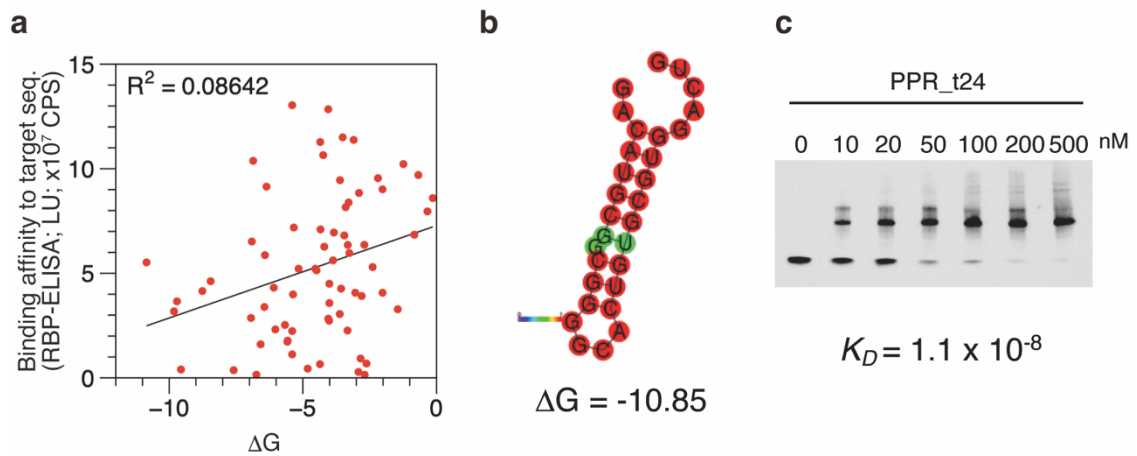 a
b
c
15
10
5
0
R² = 0.08642
Binding affinity to target seq.
(RBP-ELISA; LU; x10⁷ CPS)
−10
−5
0
ΔG
GACAUGCGGCGGGGCACUGUGCGUGGACUG
ΔG = -10.85
PPR_t24
0 10 20 50 100 200 500 nM
K_D = 1.1 x 10⁻⁸